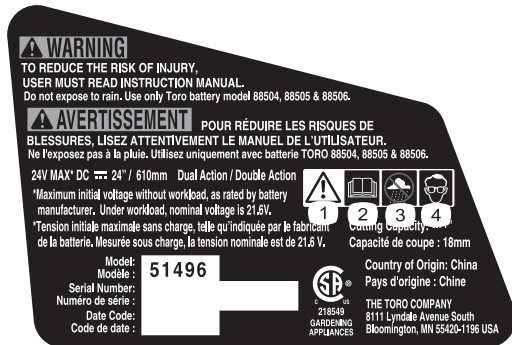 WARNING
TO REDUCE THE RISK OF INJURY,
USER MUST READ INSTRUCTION MANUAL.
Do not expose to rain. Use only Toro battery model 88504, 88505 & 88506.
AVERTISSEMENT POUR RÉDUIRE LES RISQUES DE
BLESSURES, LISEZ ATTENTIVEMENT LE MANUEL DE L'UTILISATEUR.
Ne l'exposez pas à la pluie. Utilisez uniquement avec batterie TORO 88504, 88505 & 88506.
24V MAX* DC 24" / 610mm Dual Action / Double Action
*Maximum initial voltage without workload, as rated by battery
manufacturer. Under workload, nominal voltage is 21.6V.
*Tension initiale maximale sans charge, telle qu'indiquée par le fabricant
de la batterie. Mesurée sous charge, la tension nominale est de 21.6 V.
1 2 3 4
Cutting Capacity:
Capacité de coupe : 18mm
Model:
Modèle :
51496
Serial Number:
Numéro de série :
Date Code:
Code de date :
C US
®
218549
GARDENING
APPLIANCES
Country of Origin: China
Pays d'origine : Chine
THE TORO COMPANY
8111 Lyndale Avenue South
Bloomington, MN 55420-1196 USA